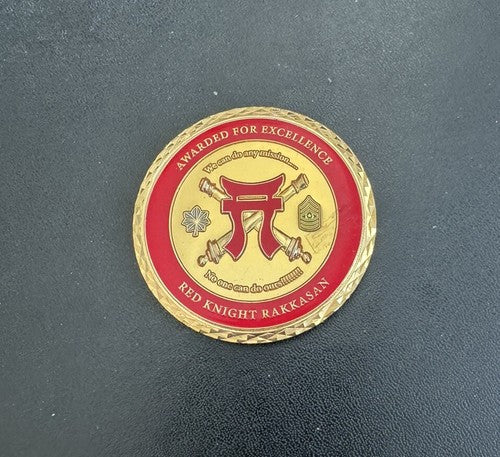 AWARDED FOR EXCELLENCE
We can do any mission....
No one can do ours!!!!!!!
RED KNIGHT RAKKASAN